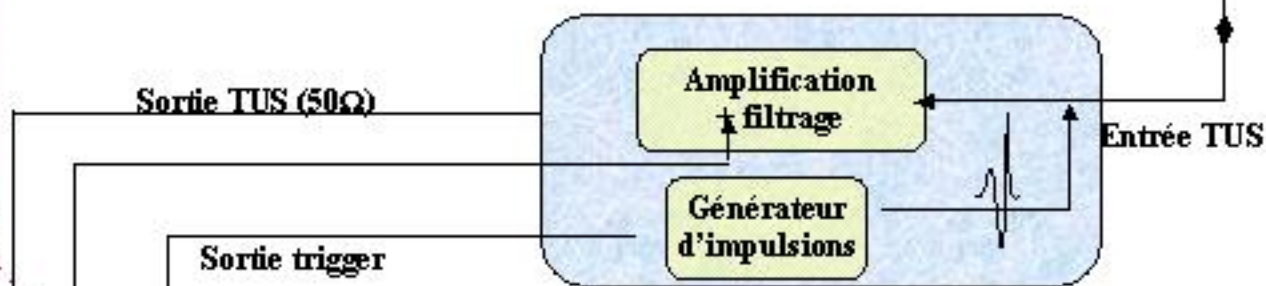 Amplification
+ filtrage
Sortie TUS (50Ω)
Entrée TUS
Générateur
d'impulsions
Sortie trigger